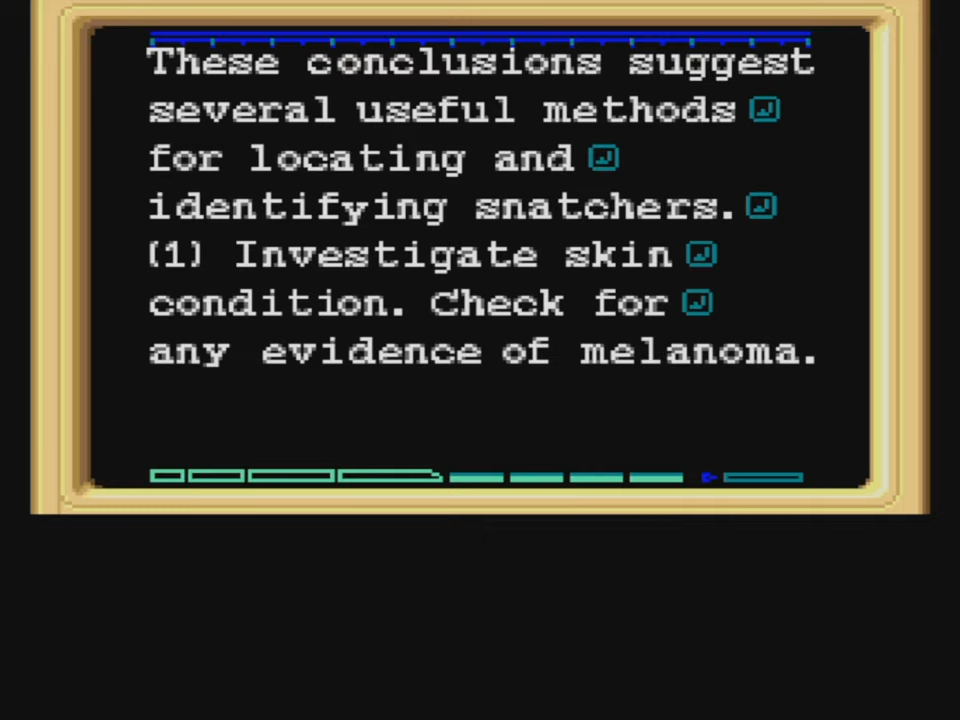 These conclusions suggest
several useful methods
for locating and
identifying snatchers.
(1) Investigate skin
condition. Check for
any evidence of melanoma.